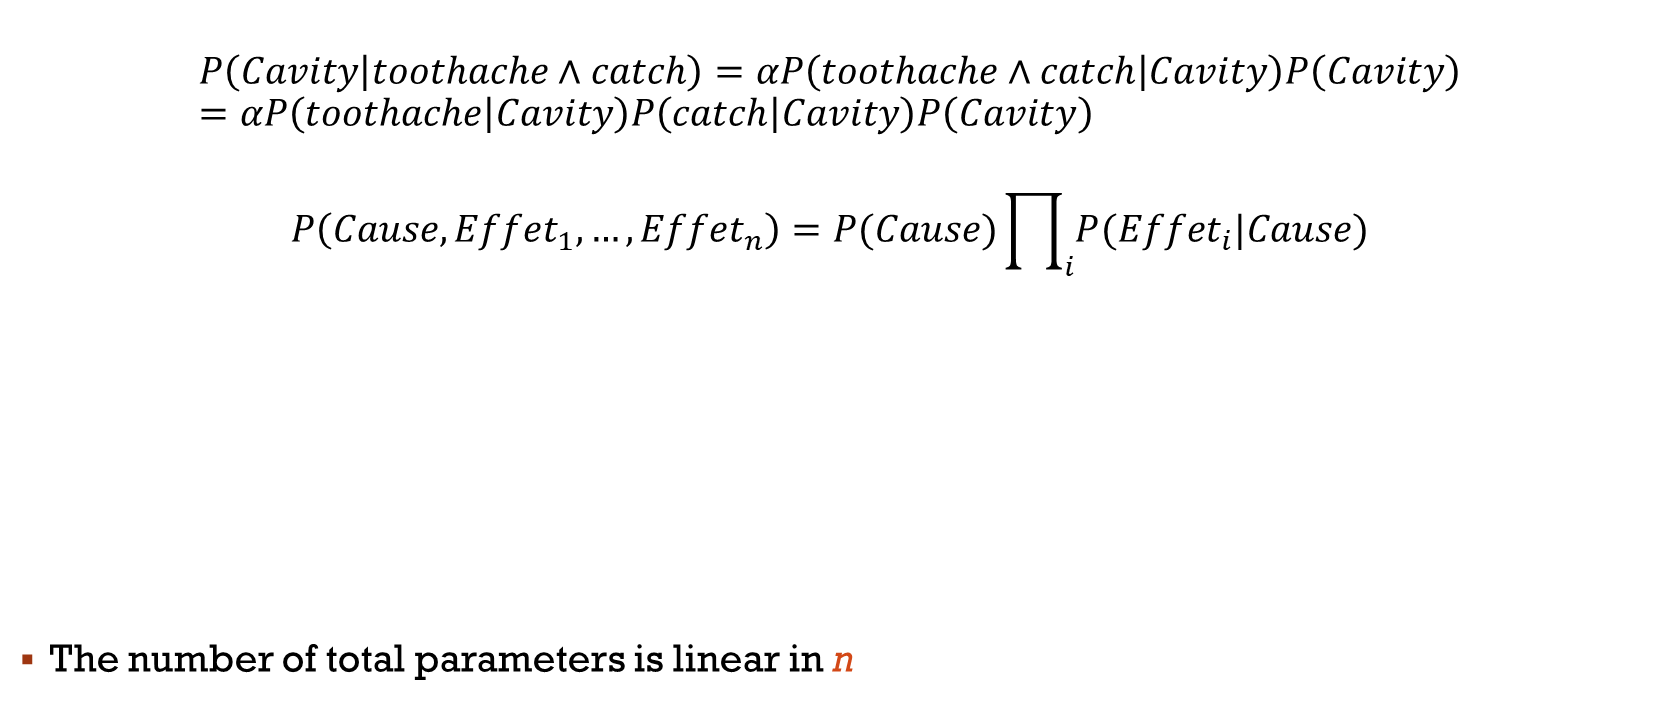 P(Cavity|toothache ∧ catch) = αP(toothache ∧ catch|Cavity)P(Cavity)
= αP(toothache|Cavity)P(catch|Cavity)P(Cavity)
P(Cause, Effet₁, … , Effetₙ) = P(Cause) ∏ᵢ P(Effetᵢ|Cause)
▪ The number of total parameters is linear in n